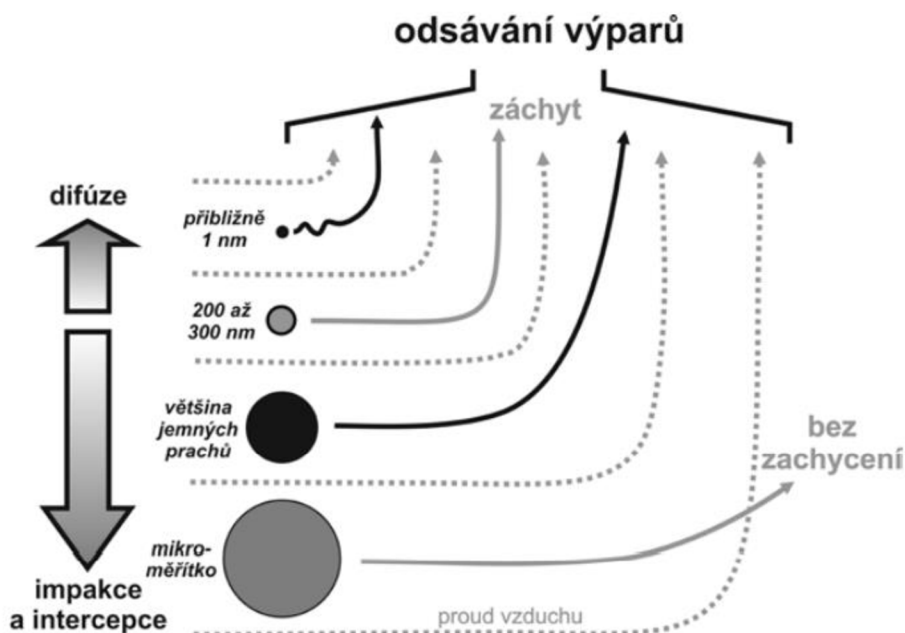 odsávání výparů
záchyt
difúze
přibližně
1 nm
200 až
300 nm
většina
jemných
prachů
bez
zachycení
mikro-
měřítko
impakce
a intercepce
proud vzduchu